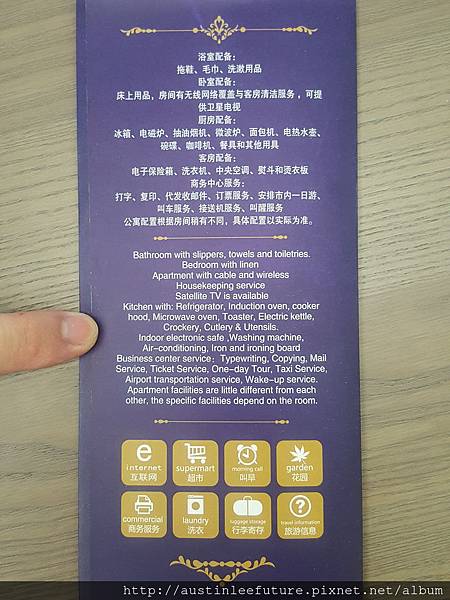 浴室配备：
拖鞋、毛巾、洗漱用品
卧室配备：
床上用品，房间有无线网络覆盖与客房清洁服务，可提
供卫星电视
厨房配备：
冰箱、电磁炉、抽油烟机、微波炉、面包机、电热水壶、
碗碟、咖啡机、餐具和其他用具
客房配备：
电子保险箱、洗衣机、中央空调、熨斗和烫衣板
商务中心服务：
打字、复印、代发收邮件、订票服务、安排市内一日游、
叫车服务、接送机服务、叫醒服务
公寓配置根据房间稍有不同，具体配置以实际为准。
Bathroom with slippers, towels and toiletries.
Bedroom with linen
Apartment with cable and wireless
Housekeeping service
Satellite TV is available
Kitchen with: Refrigerator, Induction oven, cooker
hood, Microwave oven, Toaster, Electric kettle,
Crockery, Cutlery & Utensils.
Indoor electronic safe ,Washing machine,
Air-conditioning, Iron and ironing board
Business center service：Typewriting, Copying, Mail
Service, Ticket Service, One-day Tour, Taxi Service,
Airport transportation service, Wake-up service.
Apartment facilities are little different from each
other, the specific facilities depend on the room.
e
internet
互联网
supermart
超市
morning call
叫早
garden
花园
commercial
商务服务
laundry
洗衣
luggage storage
行李寄存
?
travel information
旅游信息
http://austinleefuture.pixnet.net/album